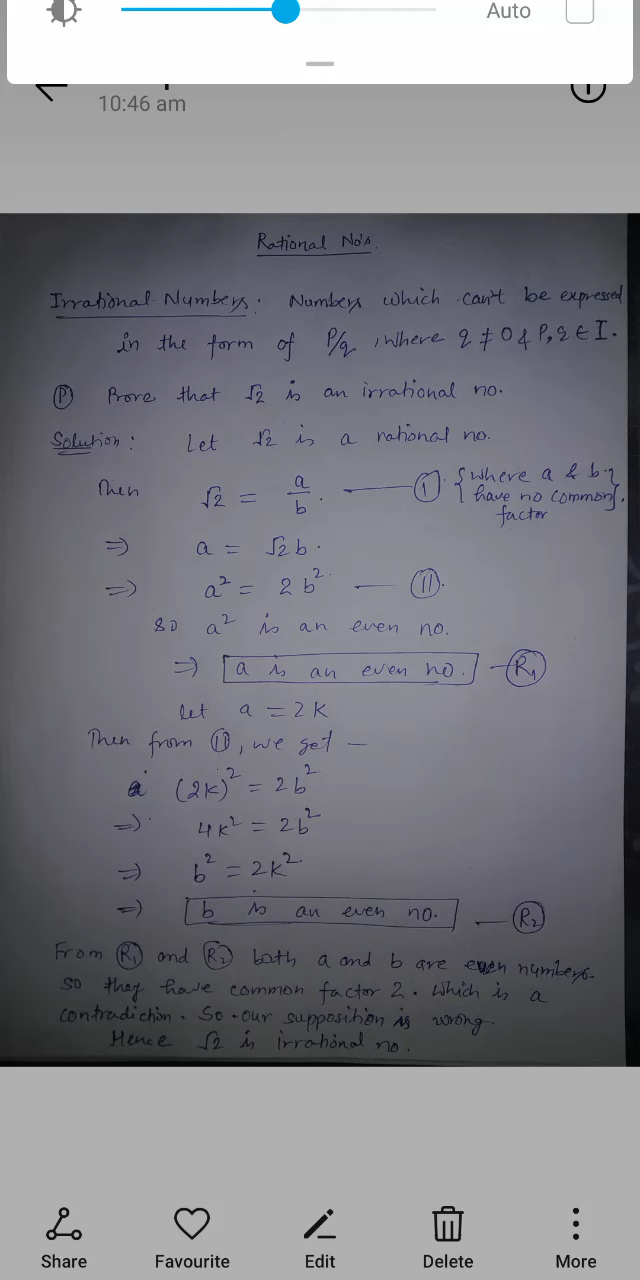 Auto
10:46 am
Rational No's.
Irrational Numbers: Numbers which can't be expressed
in the form of P/q, where q ≠ 0 & P, q ∈ I.
(P) Prove that √2 is an irrational no.
Solution: Let √2 is a rational no.
Then √2 = a/b. — (I) {where a & b have no common factor}.
⇒ a = √2 b.
⇒ a² = 2b² — (II).
so a² is an even no.
⇒ a is an even no. — (R1)
let a = 2K
Then from (II), we get —
(2K)² = 2b²
⇒ 4K² = 2b²
⇒ b² = 2K².
⇒ b is an even no. — (R2)
From (R1) and (R2) both a and b are even numbers.
so they have common factor 2. which is a
contradiction. So our supposition is wrong.
Hence √2 is irrational no.
Share Favourite Edit Delete More